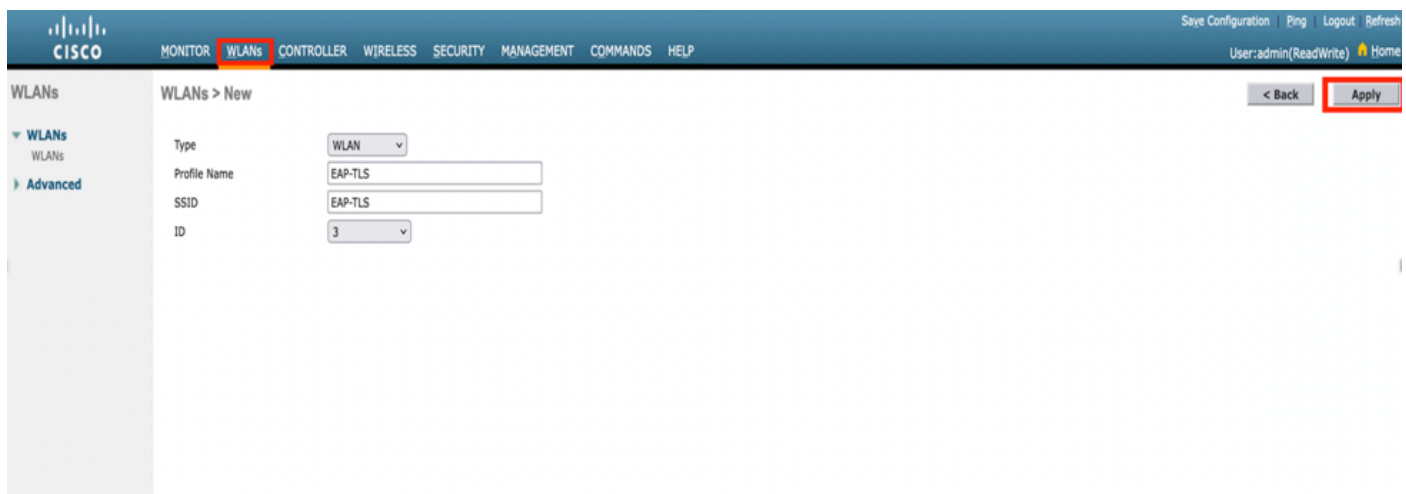 Save Configuration | Ping | Logout | Refresh
CISCO
MONITOR WLANs CONTROLLER WIRELESS SECURITY MANAGEMENT COMMANDS HELP
User:admin(ReadWrite) Home
WLANs
WLANs
WLANs
Advanced
WLANs > New
< Back
Apply
Type WLAN
Profile Name EAP-TLS
SSID EAP-TLS
ID 3